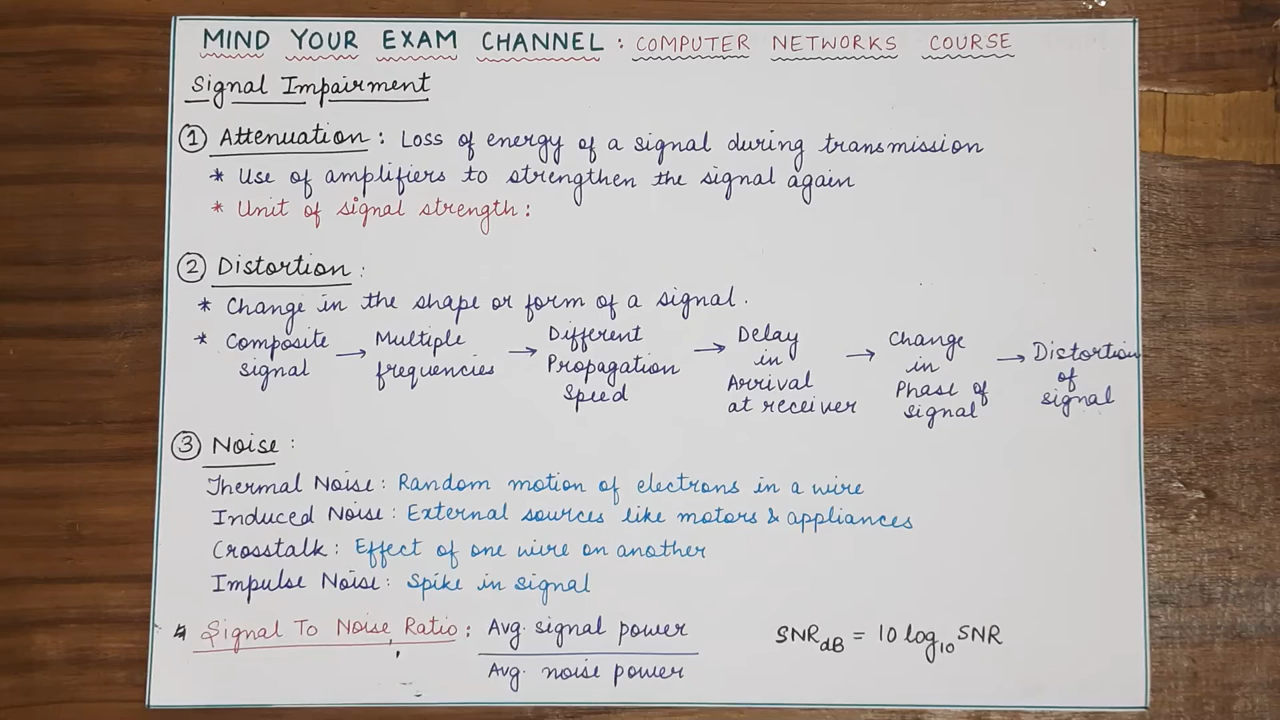 MIND YOUR EXAM CHANNEL : COMPUTER NETWORKS COURSE
Signal Impairment
① Attenuation : Loss of energy of a signal during transmission
* Use of amplifiers to strengthen the signal again
* Unit of signal strength :
② Distortion :
* Change in the shape or form of a signal.
* Composite signal → Multiple frequencies → Different Propagation Speed → Delay in Arrival at receiver → Change in Phase of signal → Distortion of signal
③ Noise :
Thermal Noise : Random motion of electrons in a wire
Induced Noise : External sources like motors & appliances
Crosstalk : Effect of one wire on another
Impulse Noise : Spike in signal
Signal To Noise Ratio : Avg. signal power / Avg. noise power
SNR_dB = 10 log₁₀ SNR